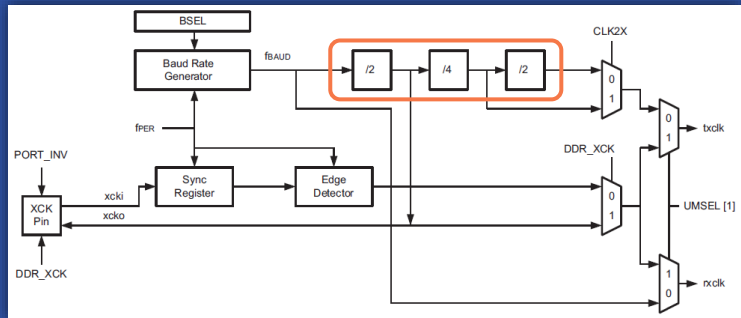 BSEL
CLK2X
Baud Rate
Generator
fBAUD
/2
/4
/2
0
1
0
1
txclk
fPER
PORT_INV
DDR_XCK
xcki
Sync
Register
Edge
Detector
XCK
Pin
xcko
0
1
UMSEL [1]
DDR_XCK
1
0
rxclk